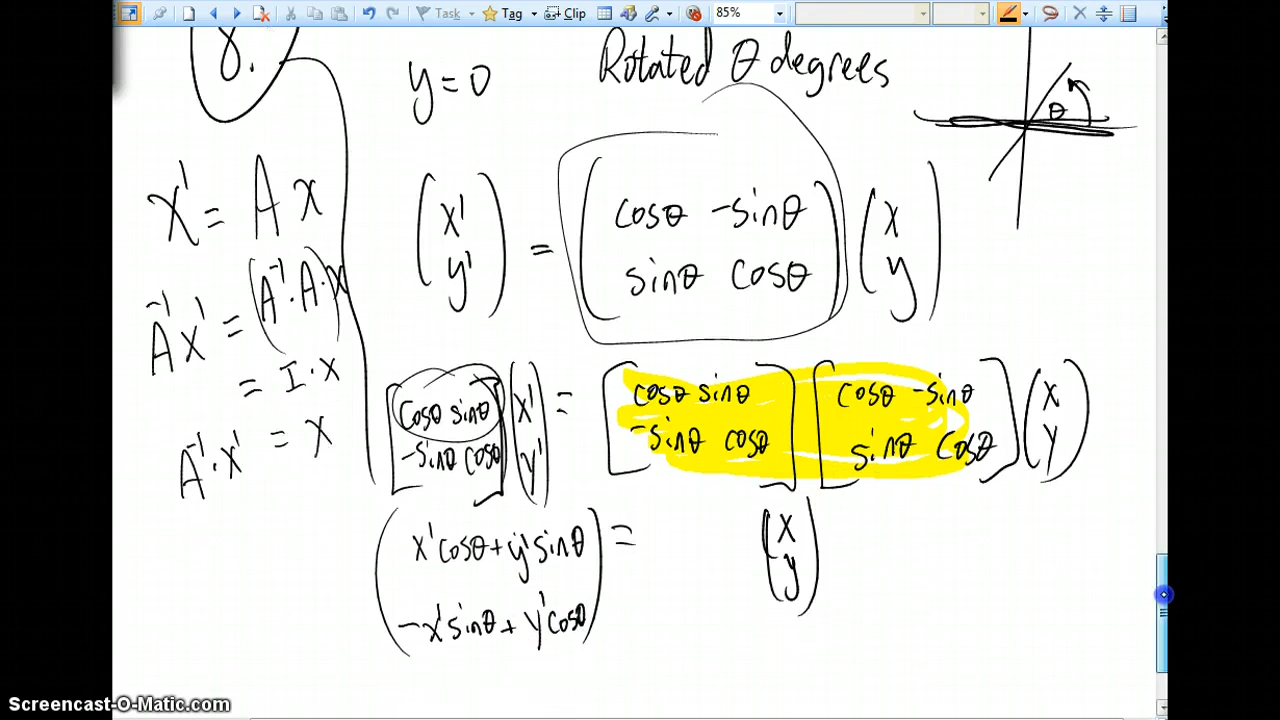 Task Tag Clip 85%
8.
y=0 Rotated θ degrees
θ
x' = A x
(x' y') = (cosθ -sinθ sinθ cosθ) (x y)
A⁻¹x' = (A⁻¹·A)·x
= I·x
A⁻¹·x' = x
[cosθ sinθ -sinθ cosθ] (x' y') = [cosθ sinθ -sinθ cosθ] [cosθ -sinθ sinθ cosθ] (x y)
(x'cosθ+y'sinθ -x'sinθ+y'cosθ) = (x y)
Screencast-O-Matic.com